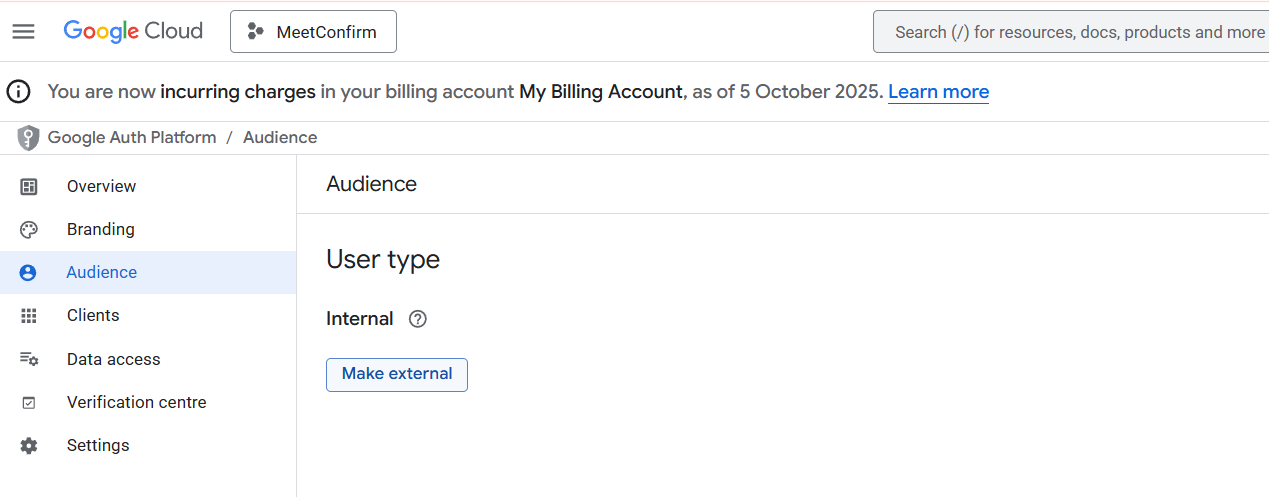 Google Cloud
MeetConfirm
Search (/) for resources, docs, products and more
You are now incurring charges in your billing account My Billing Account, as of 5 October 2025. Learn more
Google Auth Platform / Audience
Overview
Branding
Audience
Clients
Data access
Verification centre
Settings
Audience
User type
Internal
Make external